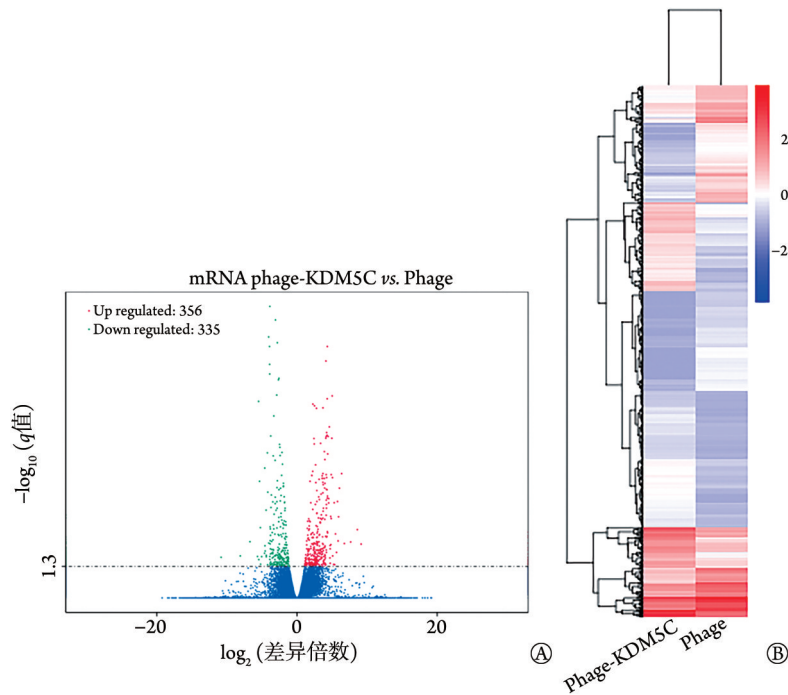 mRNA phage-KDM5C vs. Phage
Up regulated: 356
Down regulated: 335
−log10 (q值)
1.3
−20
0
20
log2 (差异倍数)
Ⓐ
2
0
−2
Phage-KDM5C
Phage
Ⓑ